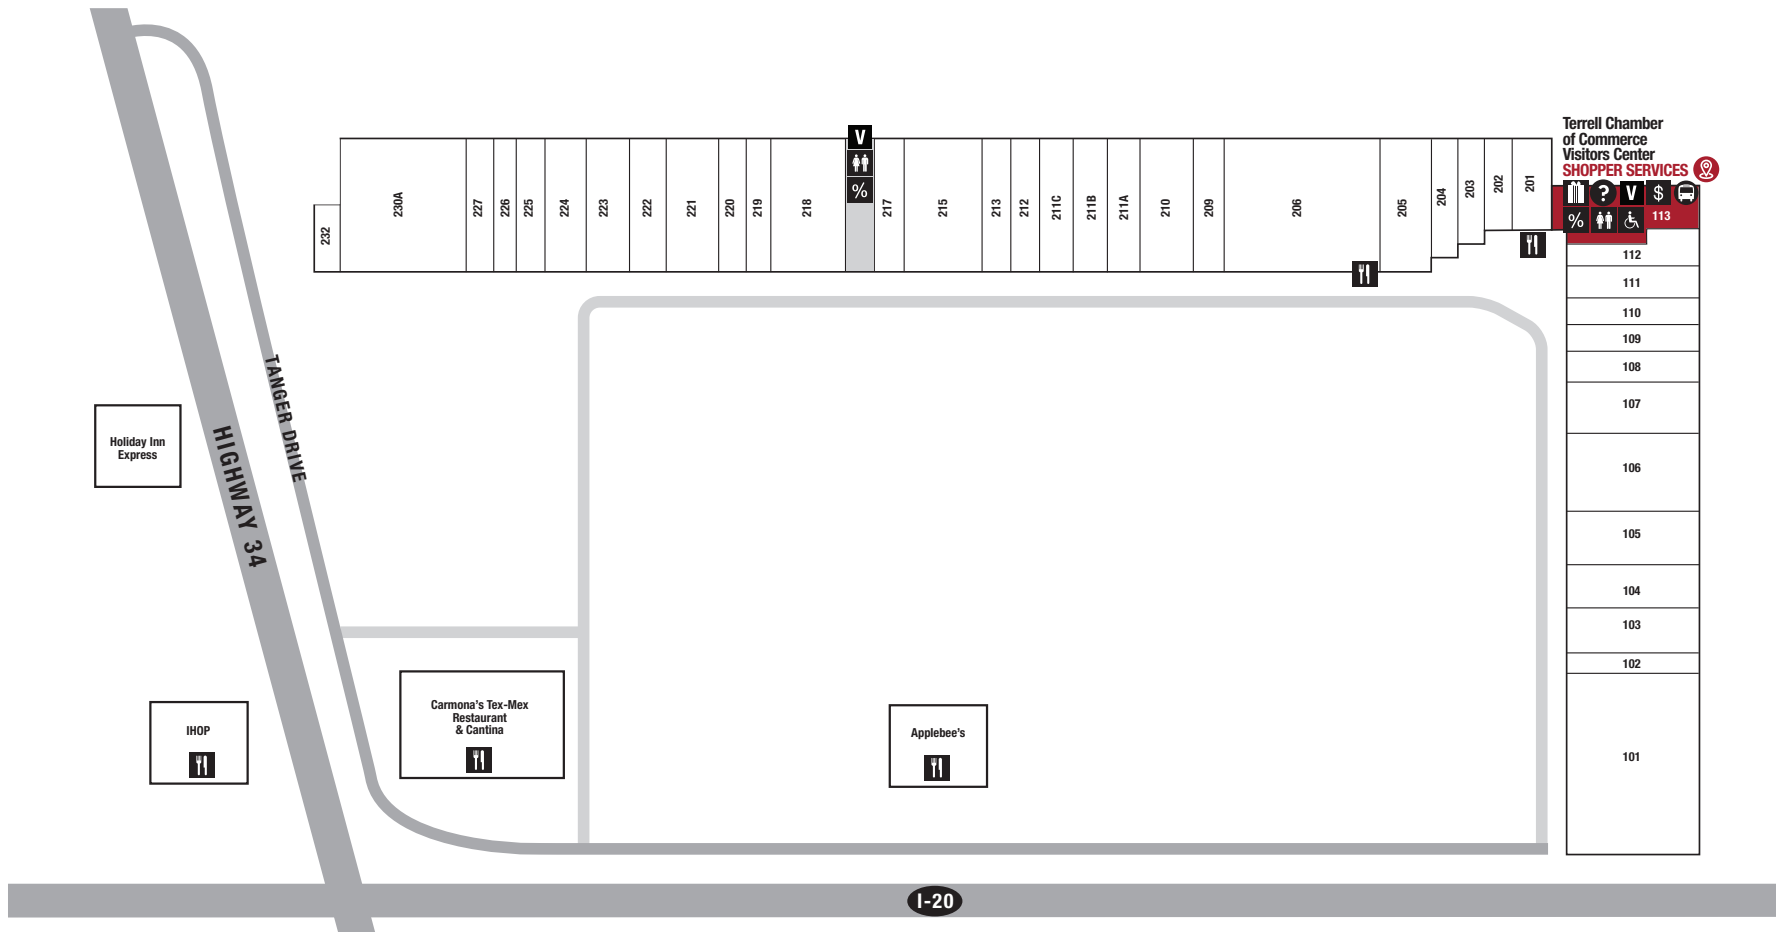 Terrell Chamber
of Commerce
Visitors Center
SHOPPER SERVICES
V
%
?
V
$
%
113
232
230A
227
226
225
224
223
222
221
220
219
218
217
215
213
212
211C
211B
211A
210
209
206
205
204
203
202
201
112
111
110
109
108
107
106
105
104
103
102
101
TANGER DRIVE
HIGHWAY 34
Holiday Inn
Express
IHOP
Carmona's Tex-Mex
Restaurant
& Cantina
Applebee's
I-20